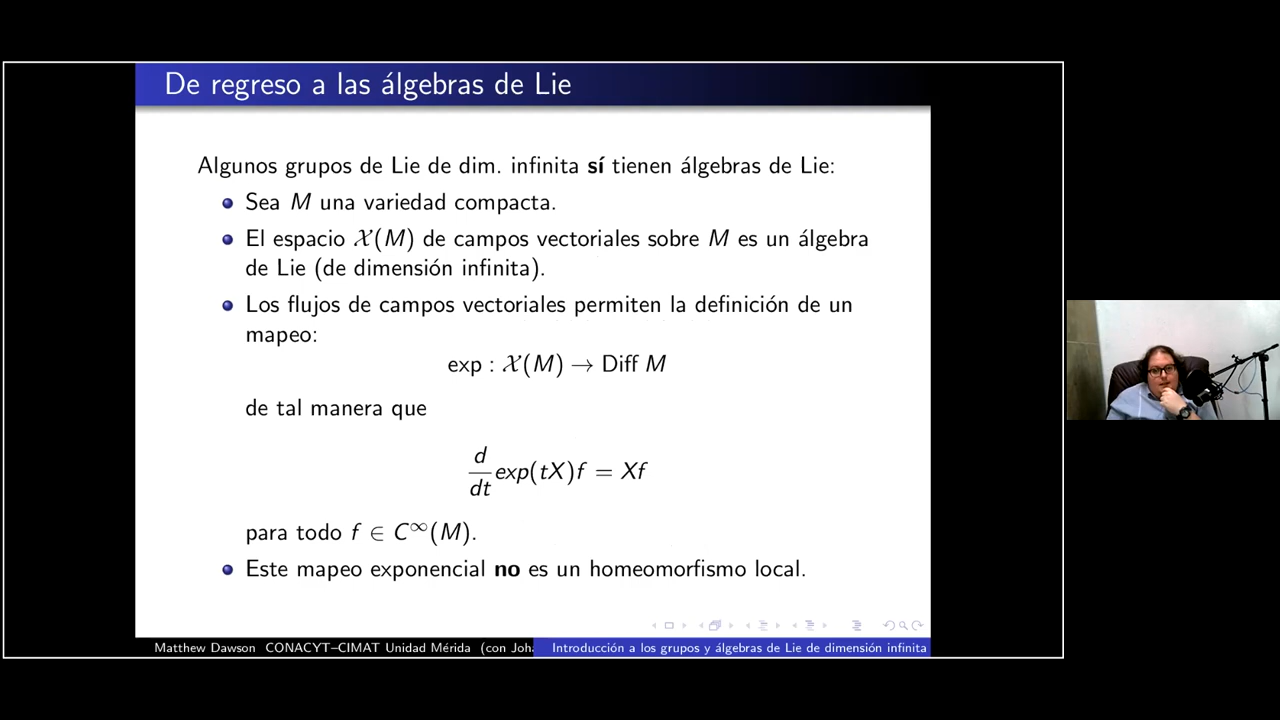 De regreso a las álgebras de Lie
Algunos grupos de Lie de dim. infinita sí tienen álgebras de Lie:
Sea M una variedad compacta.
El espacio 𝒳(M) de campos vectoriales sobre M es un álgebra
de Lie (de dimensión infinita).
Los flujos de campos vectoriales permiten la definición de un
mapeo:
exp : 𝒳(M) → Diff M
de tal manera que
d/dt exp(tX)f = Xf
para todo f ∈ C^∞(M).
Este mapeo exponencial no es un homeomorfismo local.
Matthew Dawson CONACYT–CIMAT Unidad Mérida (con Joha
Introducción a los grupos y álgebras de Lie de dimensión infinita